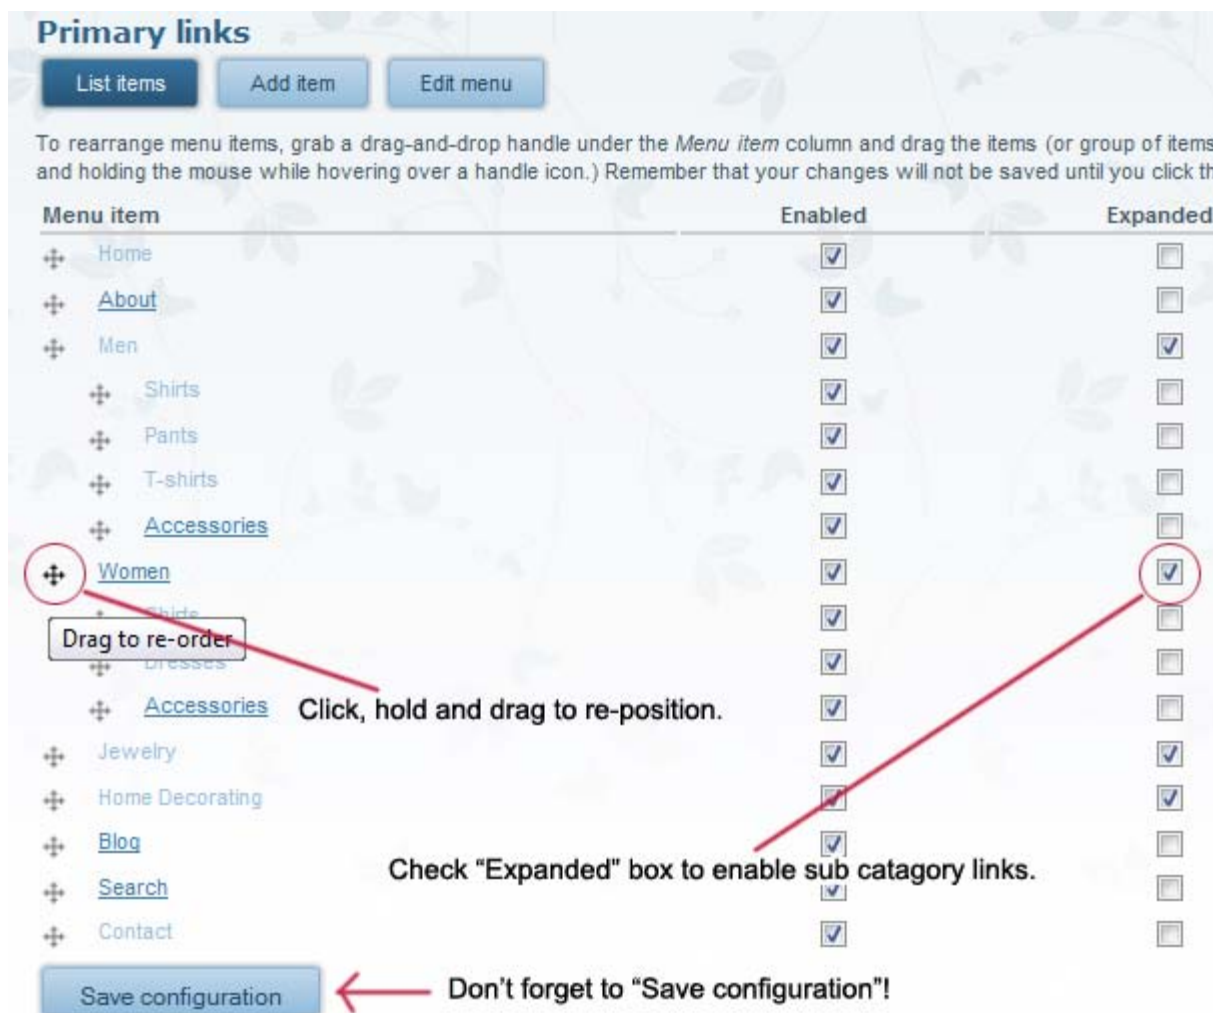 Primary links
List items Add item Edit menu
To rearrange menu items, grab a drag-and-drop handle under the Menu item column and drag the items (or group of items
and holding the mouse while hovering over a handle icon.) Remember that your changes will not be saved until you click th
Menu item Enabled Expanded
Home
About
Men
Shirts
Pants
T-shirts
Accessories
Women
Shirts
Drag to re-order
Dresses
Accessories Click, hold and drag to re-position.
Jewelry
Home Decorating
Blog
Check “Expanded” box to enable sub catagory links.
Search
Contact
Save configuration Don’t forget to “Save configuration”!